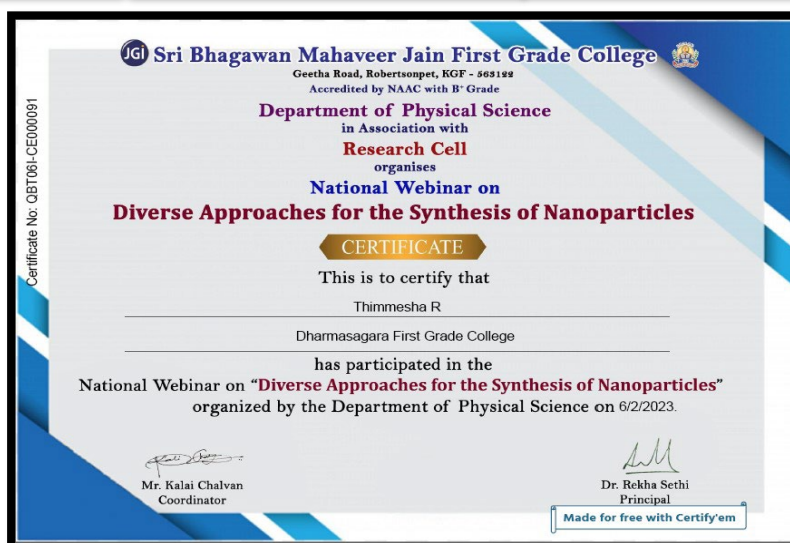 JGi Sri Bhagawan Mahaveer Jain First Grade College
Geetha Road, Robertsonpet, KGF - 563122
Accredited by NAAC with B+ Grade
Department of Physical Science
in Association with
Research Cell
organises
National Webinar on
Diverse Approaches for the Synthesis of Nanoparticles
CERTIFICATE
This is to certify that
Thimmesha R
Dharmasagara First Grade College
has participated in the
National Webinar on “Diverse Approaches for the Synthesis of Nanoparticles”
organized by the Department of Physical Science on 6/2/2023.
Mr. Kalai Chalvan
Coordinator
Dr. Rekha Sethi
Principal
Made for free with Certify'em
Certificate No: QBT06I-CE000091